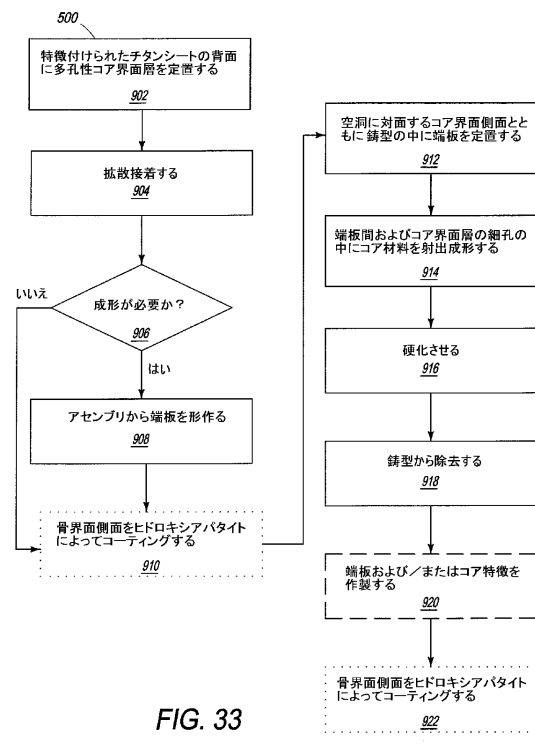 500
特徴付けられたチタンシートの背面
に多孔性コア界面層を定置する
902
拡散接着する
904
成形が必要か？
906
いいえ
はい
アセンブリから端板を形作る
908
骨界面側面をヒドロキシアパタイト
によってコーティングする
910
空洞に対面するコア界面側面とと
もに鋳型の中に端板を定置する
912
端板間およびコア界面層の細孔の
中にコア材料を射出成形する
914
硬化させる
916
鋳型から除去する
918
端板および／またはコア特徴を
作製する
920
骨界面側面をヒドロキシアパタイト
によってコーティングする
922
FIG. 33